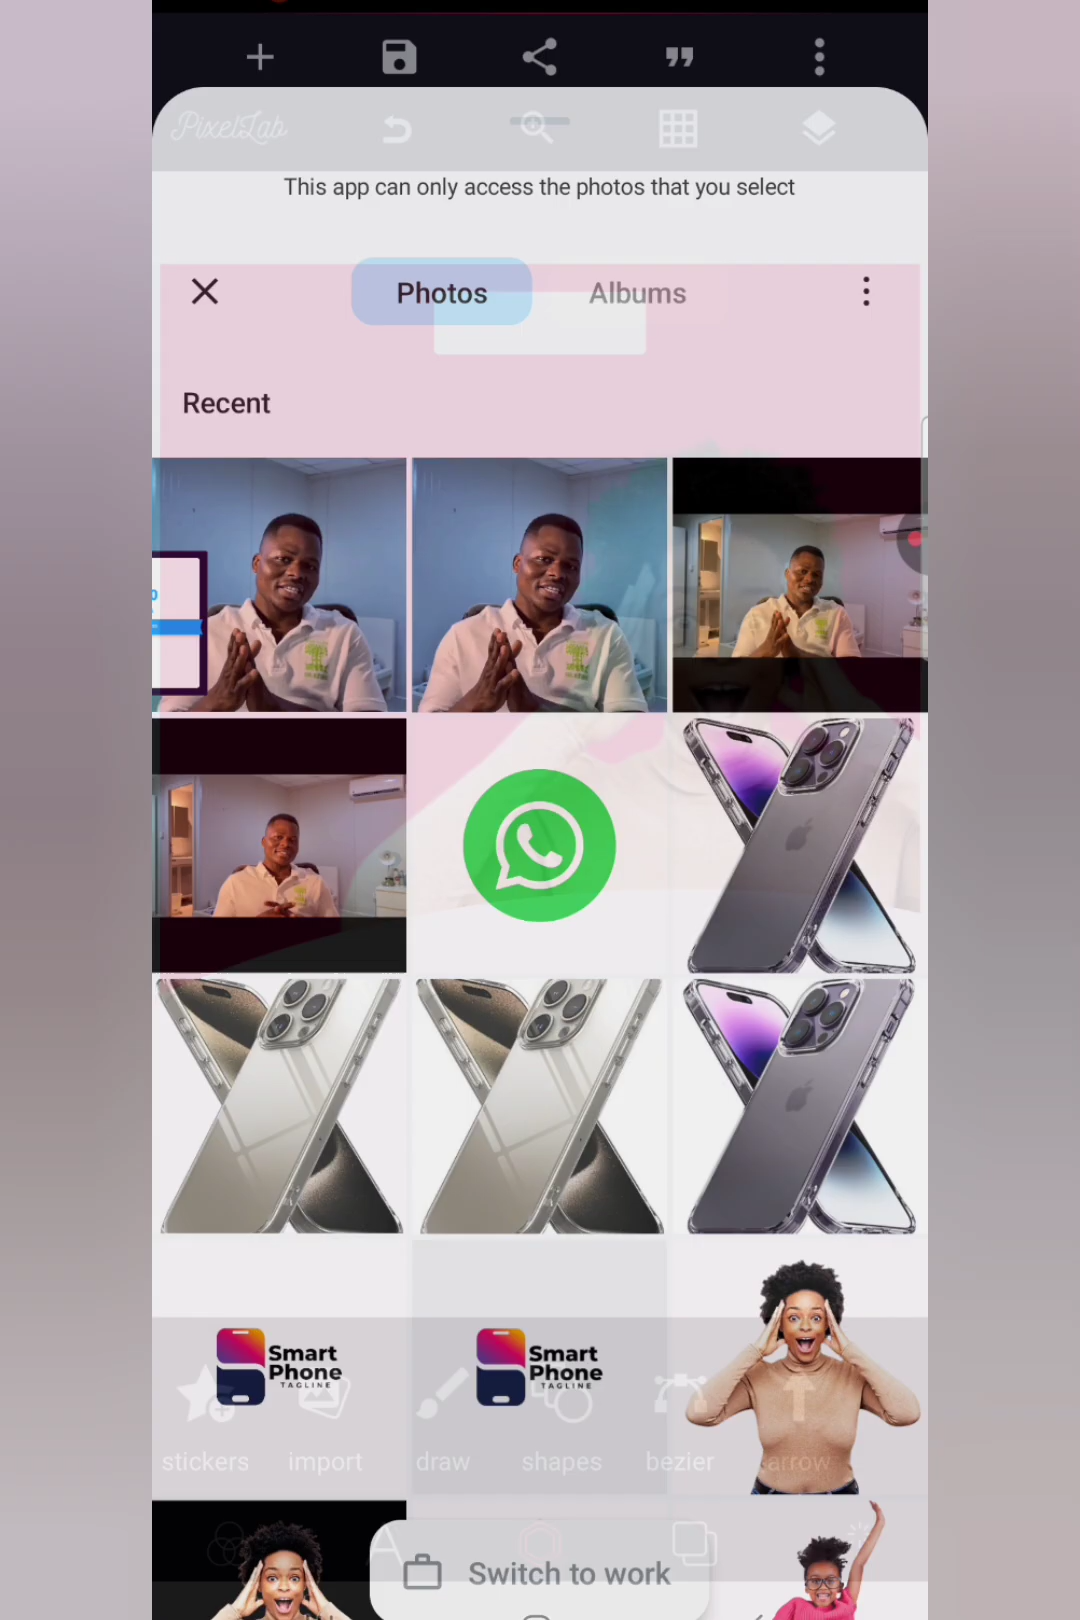 PixelLab
This app can only access the photos that you select
Photos
Albums
Recent
Smart
Phone
TAGLINE
Smart
Phone
TAGLINE
stickers
import
draw
shapes
bezier
arrow
Switch to work